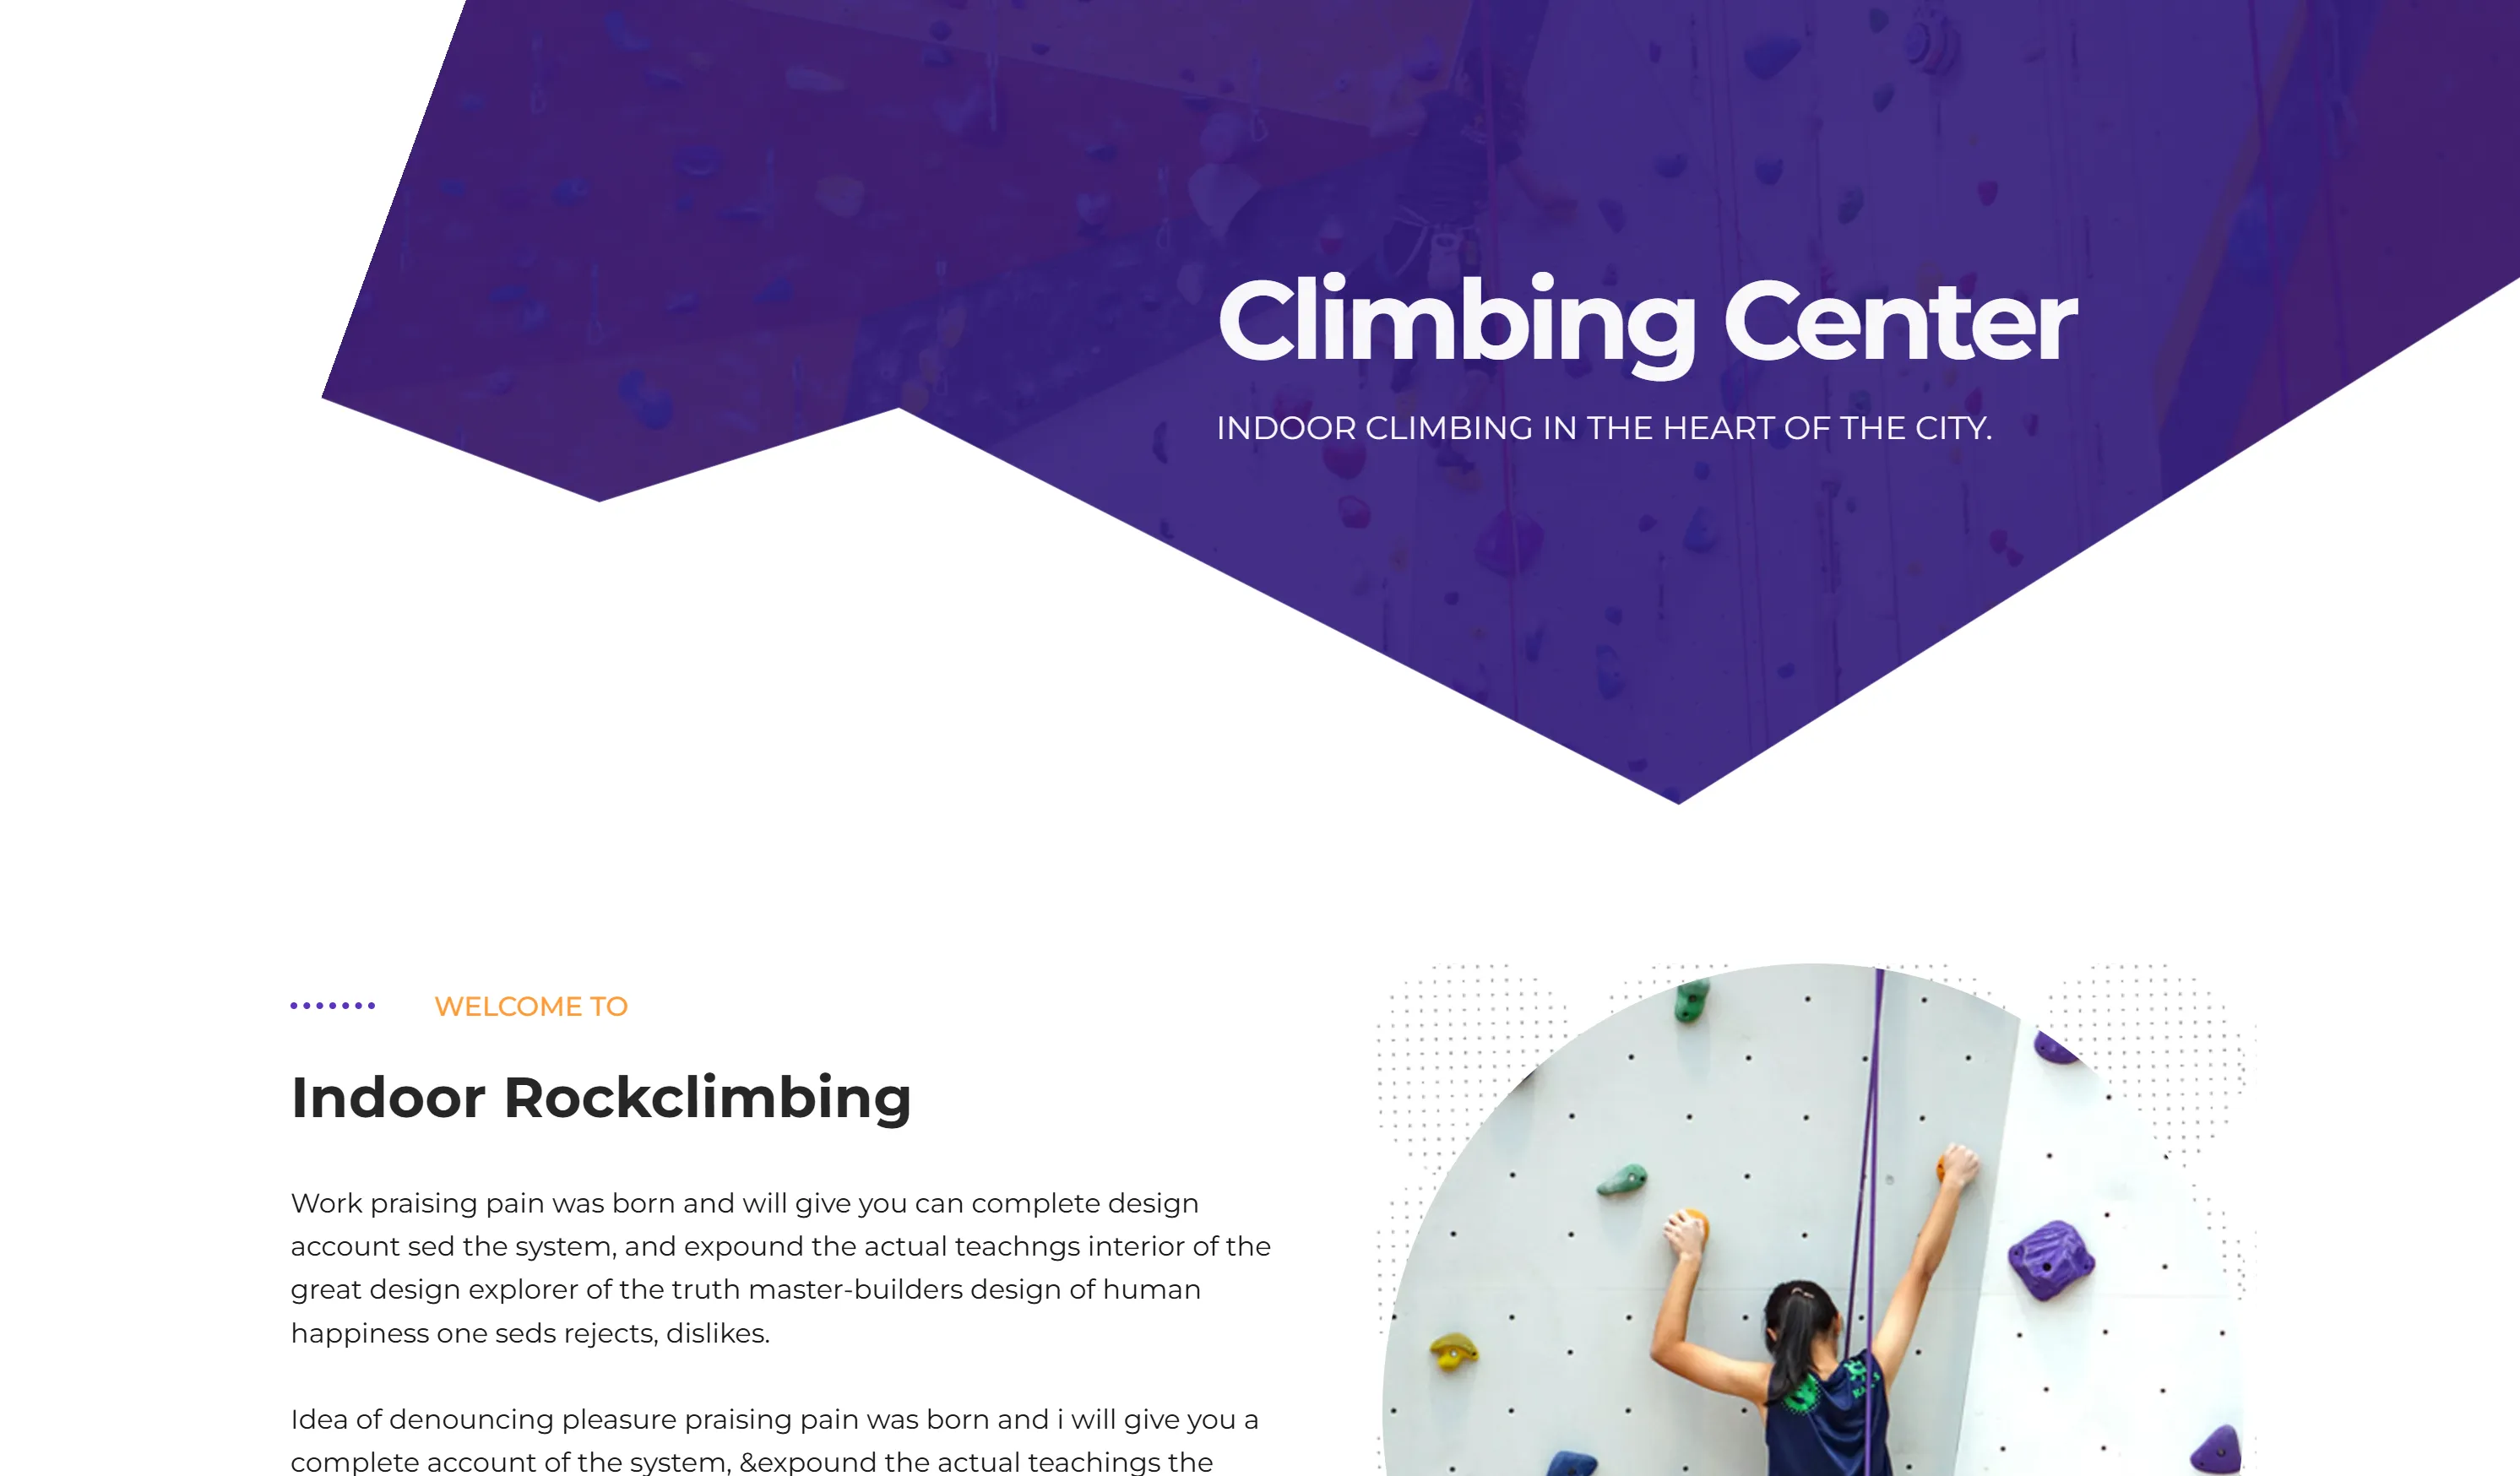 Climbing Center
INDOOR CLIMBING IN THE HEART OF THE CITY.
WELCOME TO
Indoor Rockclimbing
Work praising pain was born and will give you can complete design
account sed the system, and expound the actual teachngs interior of the
great design explorer of the truth master-builders design of human
happiness one seds rejects, dislikes.
Idea of denouncing pleasure praising pain was born and i will give you a
complete account of the system, &expound the actual teachings the